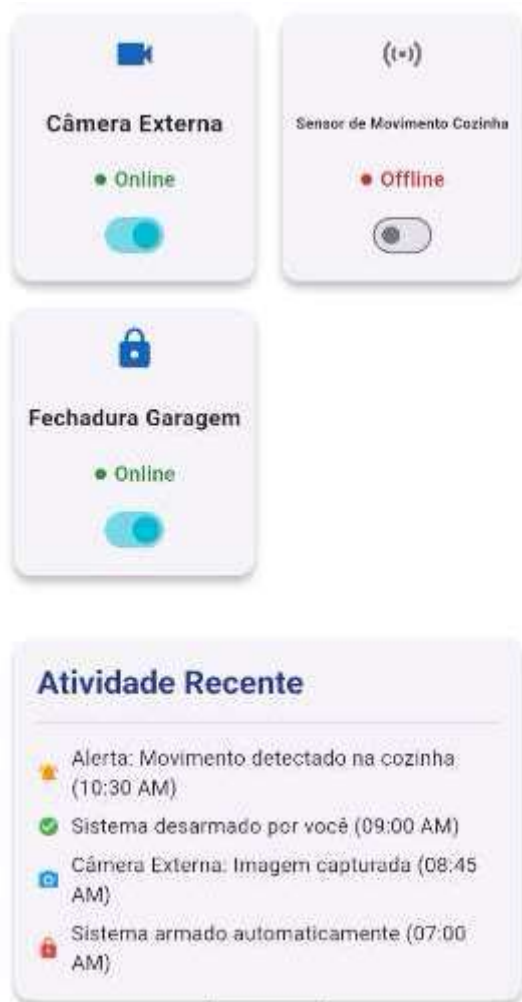 Câmera Externa
Online
Sensor de Movimento Cozinha
Offline
Fechadura Garagem
Online
Atividade Recente
Alerta: Movimento detectado na cozinha
(10:30 AM)
Sistema desarmado por você (09:00 AM)
Câmera Externa: Imagem capturada (08:45
AM)
Sistema armado automaticamente (07:00
AM)